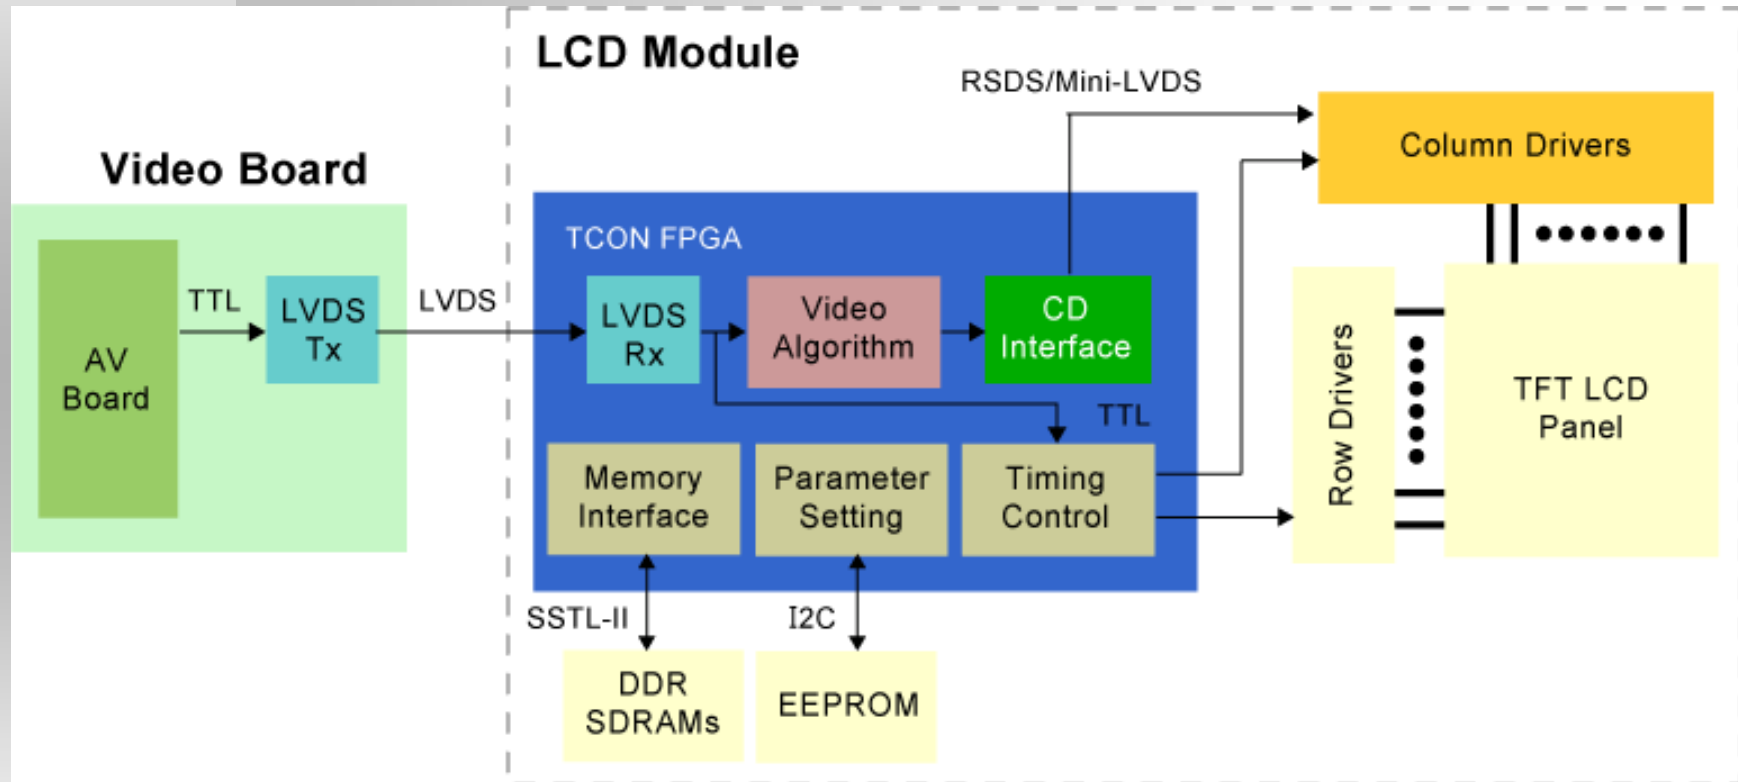 LCD Module
RSDS/Mini-LVDS
Column Drivers
Video Board
TCON FPGA
AV
Board
TTL
LVDS
Tx
LVDS
LVDS
Rx
Video
Algorithm
CD
Interface
TTL
Memory
Interface
Parameter
Setting
Timing
Control
Row Drivers
TFT LCD
Panel
SSTL-II
I2C
DDR
SDRAMs
EEPROM